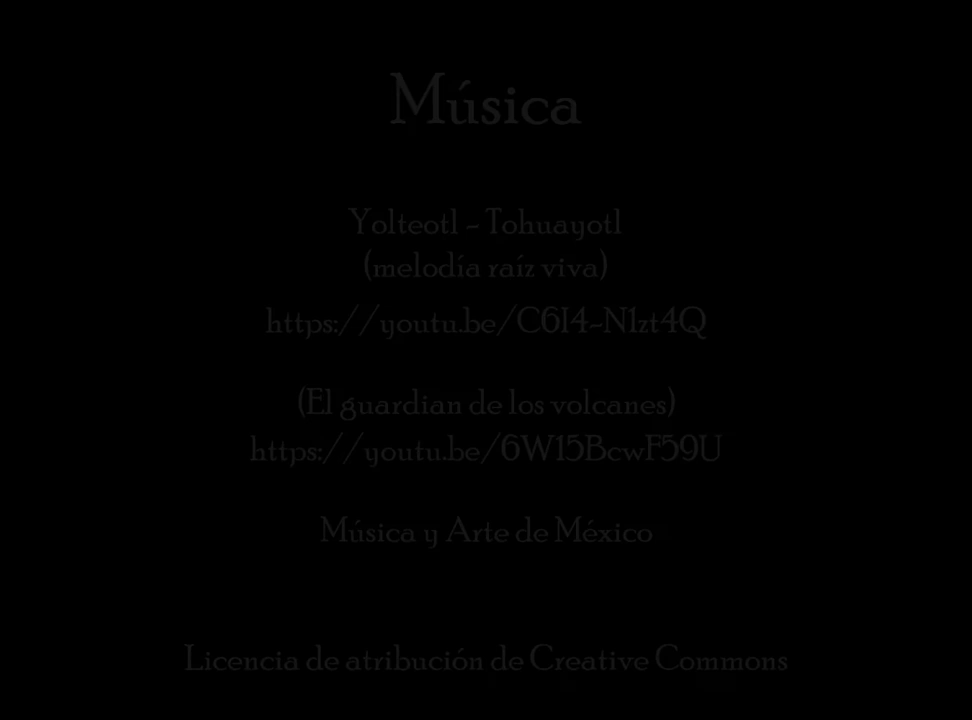 Música
Yolteotl - Tohuayotl
(melodía raíz viva)
https://youtu.be/C6I4-N1zt4Q
(El guardian de los volcanes)
https://youtu.be/6W15BcwF59U
Música y Arte de México
Licencia de atribución de Creative Commons